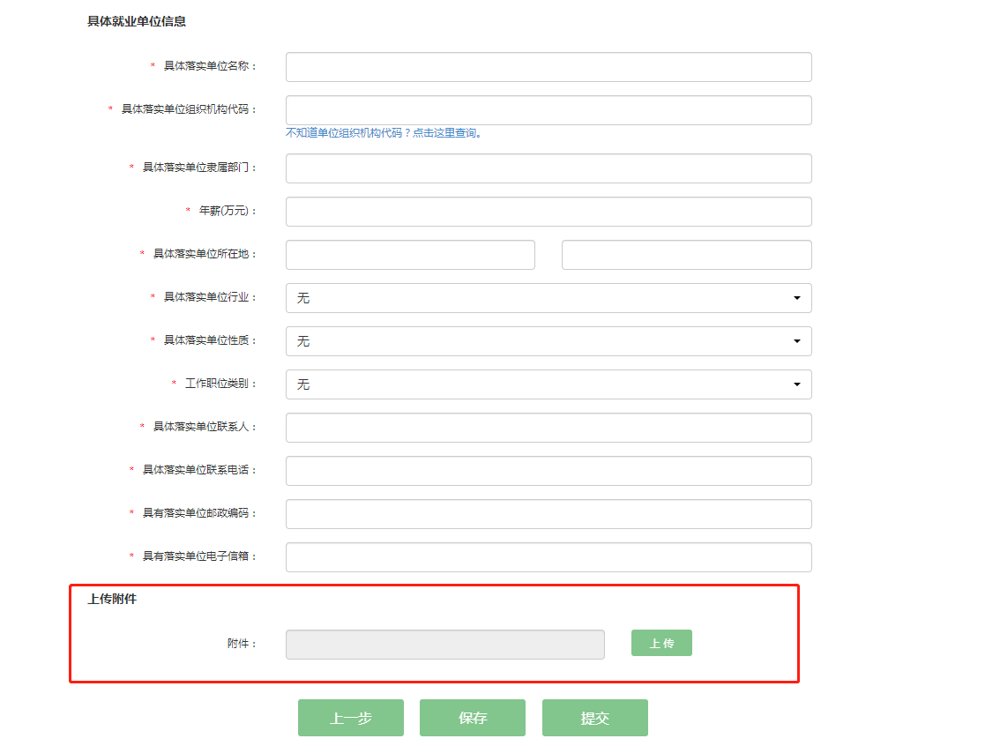 具体就业单位信息
* 具体落实单位名称：
* 具体落实单位组织机构代码：
不知道单位组织机构代码？点击这里查询。
* 具体落实单位隶属部门：
* 年薪(万元)：
* 具体落实单位所在地：
* 具体落实单位行业： 无
* 具体落实单位性质： 无
* 工作职位类别： 无
* 具体落实单位联系人：
* 具体落实单位联系电话：
* 具有落实单位邮政编码：
* 具有落实单位电子信箱：
上传附件
附件： 上 传
上一步 保存 提交